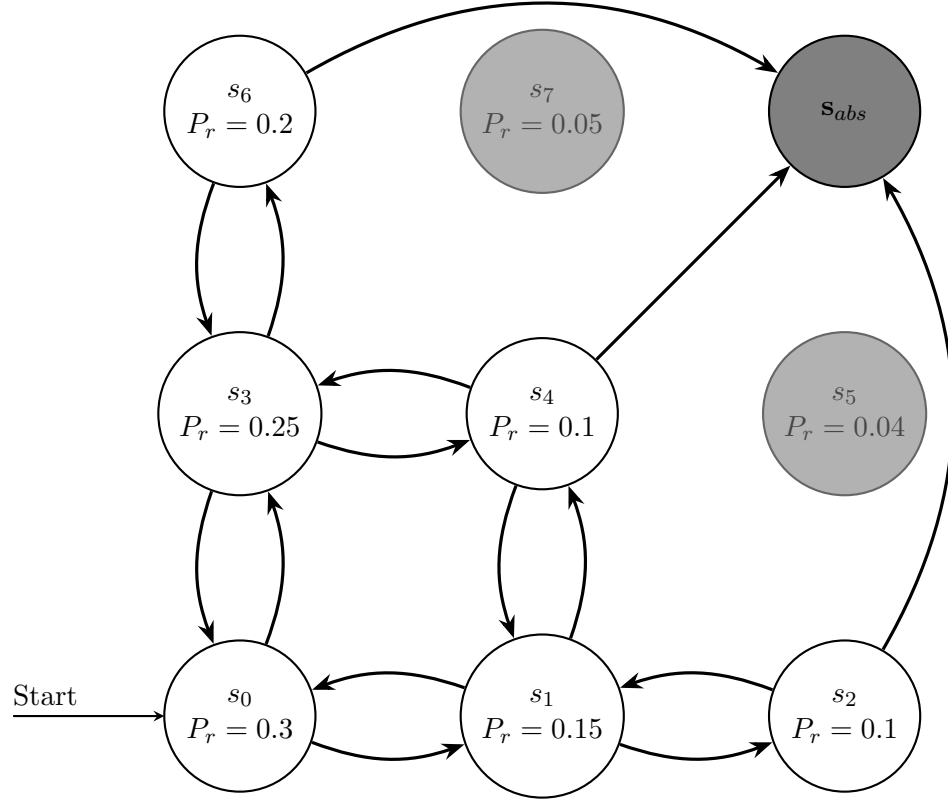 s₆
Pᵣ = 0.2
s₇
Pᵣ = 0.05
s_abs
s₃
Pᵣ = 0.25
s₄
Pᵣ = 0.1
s₅
Pᵣ = 0.04
Start
s₀
Pᵣ = 0.3
s₁
Pᵣ = 0.15
s₂
Pᵣ = 0.1